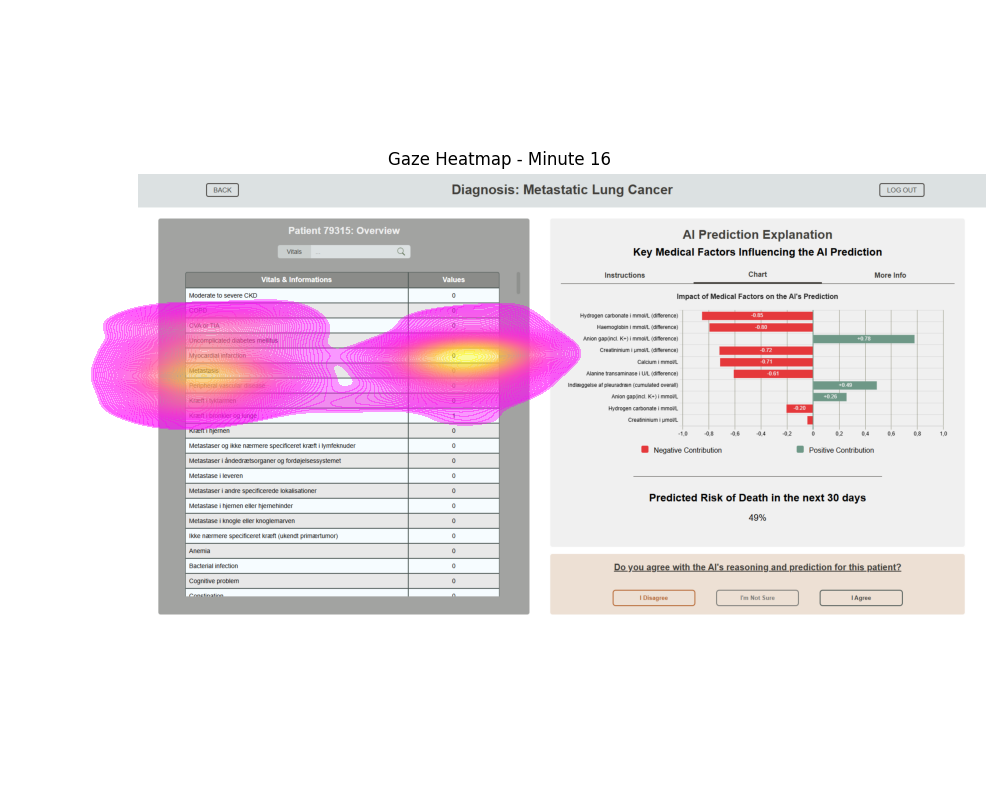 Gaze Heatmap - Minute 16
BACK
Diagnosis: Metastatic Lung Cancer
LOG OUT
Patient 79315: Overview
Vitals ...
Vitals & Informations Values
Moderate to severe CKD 0
COPD
CVA or TIA 0
Uncomplicated diabetes mellitus 0
Myocardial infarction 0
Metastases 0
Peripheral vascular disease 0
Kræft i 0
Kræft i bronkier og lunge 1
Kræft i hjernen 0
Metastaser og ikke nærmere specificeret kræft i lymfeknuder 0
Metastaser i åndedrætsorganer og fordøjelsessystemet 0
Metastase i leveren 0
Metastaser i andre specificerede lokalisationer 0
Metastase i hjernen eller hjernehinder 0
Metastase i knogle eller knoglemarven 0
Ikke nærmere specificeret kræft (ukendt primærtumor) 0
Anemia 0
Bacterial infection 0
Cognitive problem 0
Constipation 0
AI Prediction Explanation
Key Medical Factors Influencing the AI Prediction
Instructions Chart More Info
Impact of Medical Factors on the AI's Prediction
Hydrogen carbonate i mmol/L (difference) -0.85
Haemoglobin i mmol/L (difference) -0.80
Anion gap(incl. K+) i mmol/L (difference) +0.78
Creatininium i µmol/L (difference) -0.72
Calcium i mmol/L -0.71
Alanine transaminase i U/L (difference) -0.61
Indlæggelse af pleuradræn (cumulated overall) +0.49
Anion gap(incl. K+) i mmol/L +0.26
Hydrogen carbonate i mmol/L -0.20
Creatininium i µmol/L
-1,0 -0,8 -0,6 -0,4 -0,2 0 0,2 0,4 0,6 0,8 1,0
Negative Contribution Positive Contribution
Predicted Risk of Death in the next 30 days
49%
Do you agree with the AI's reasoning and prediction for this patient?
I Disagree I'm Not Sure I Agree